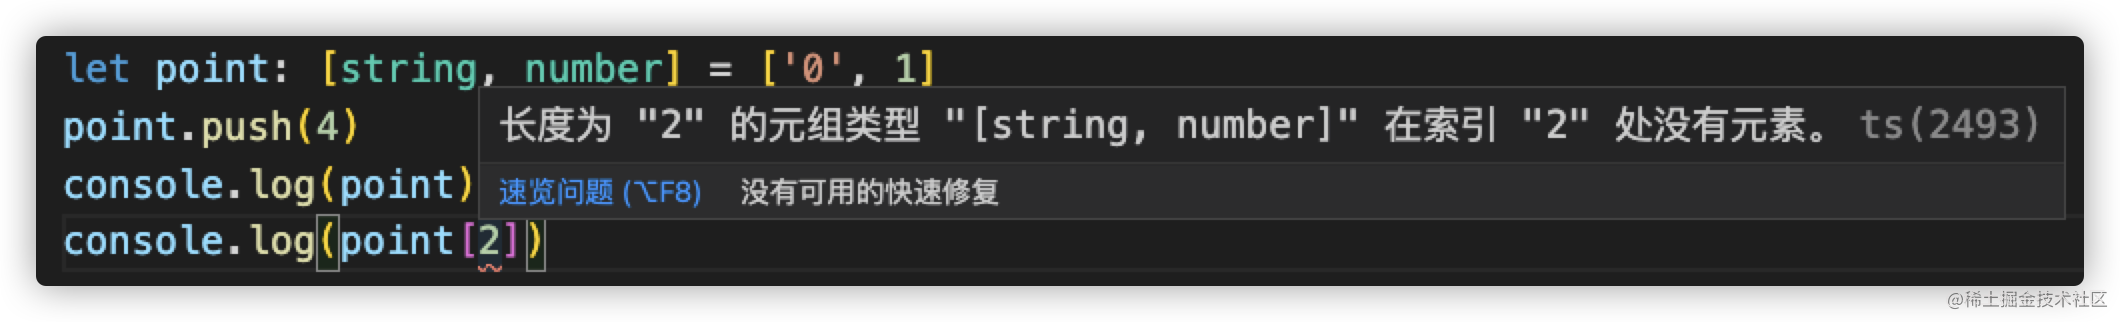 let point: [string, number] = ['0', 1]
point.push(4)
长度为 "2" 的元组类型 "[string, number]" 在索引 "2" 处没有元素。 ts(2493)
console.log(point)
速览问题 (⌥F8) 没有可用的快速修复
console.log(point[2])
@稀土掘金技术社区